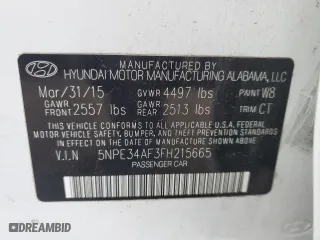 MANUFACTURED BY
HYUNDAI MOTOR MANUFACTURING ALABAMA, LLC
Mar/31/15 GVWR 4497 lbs PAINT W8
GAWR FRONT 2557 lbs GAWR REAR 2513 lbs TRIM CT
THIS VEHICLE CONFORMS TO ALL APPLICABLE U.S.A. FEDERAL
MOTOR VEHICLE SAFETY, BUMPER, AND THEFT PREVENTION
STANDARDS IN EFFECT ON THE DATE OF MANUFACTURE
SHOWN ABOVE.
V.I.N 5NPE34AF3FH215665
PASSENGER CAR
AUTOBIDCAR